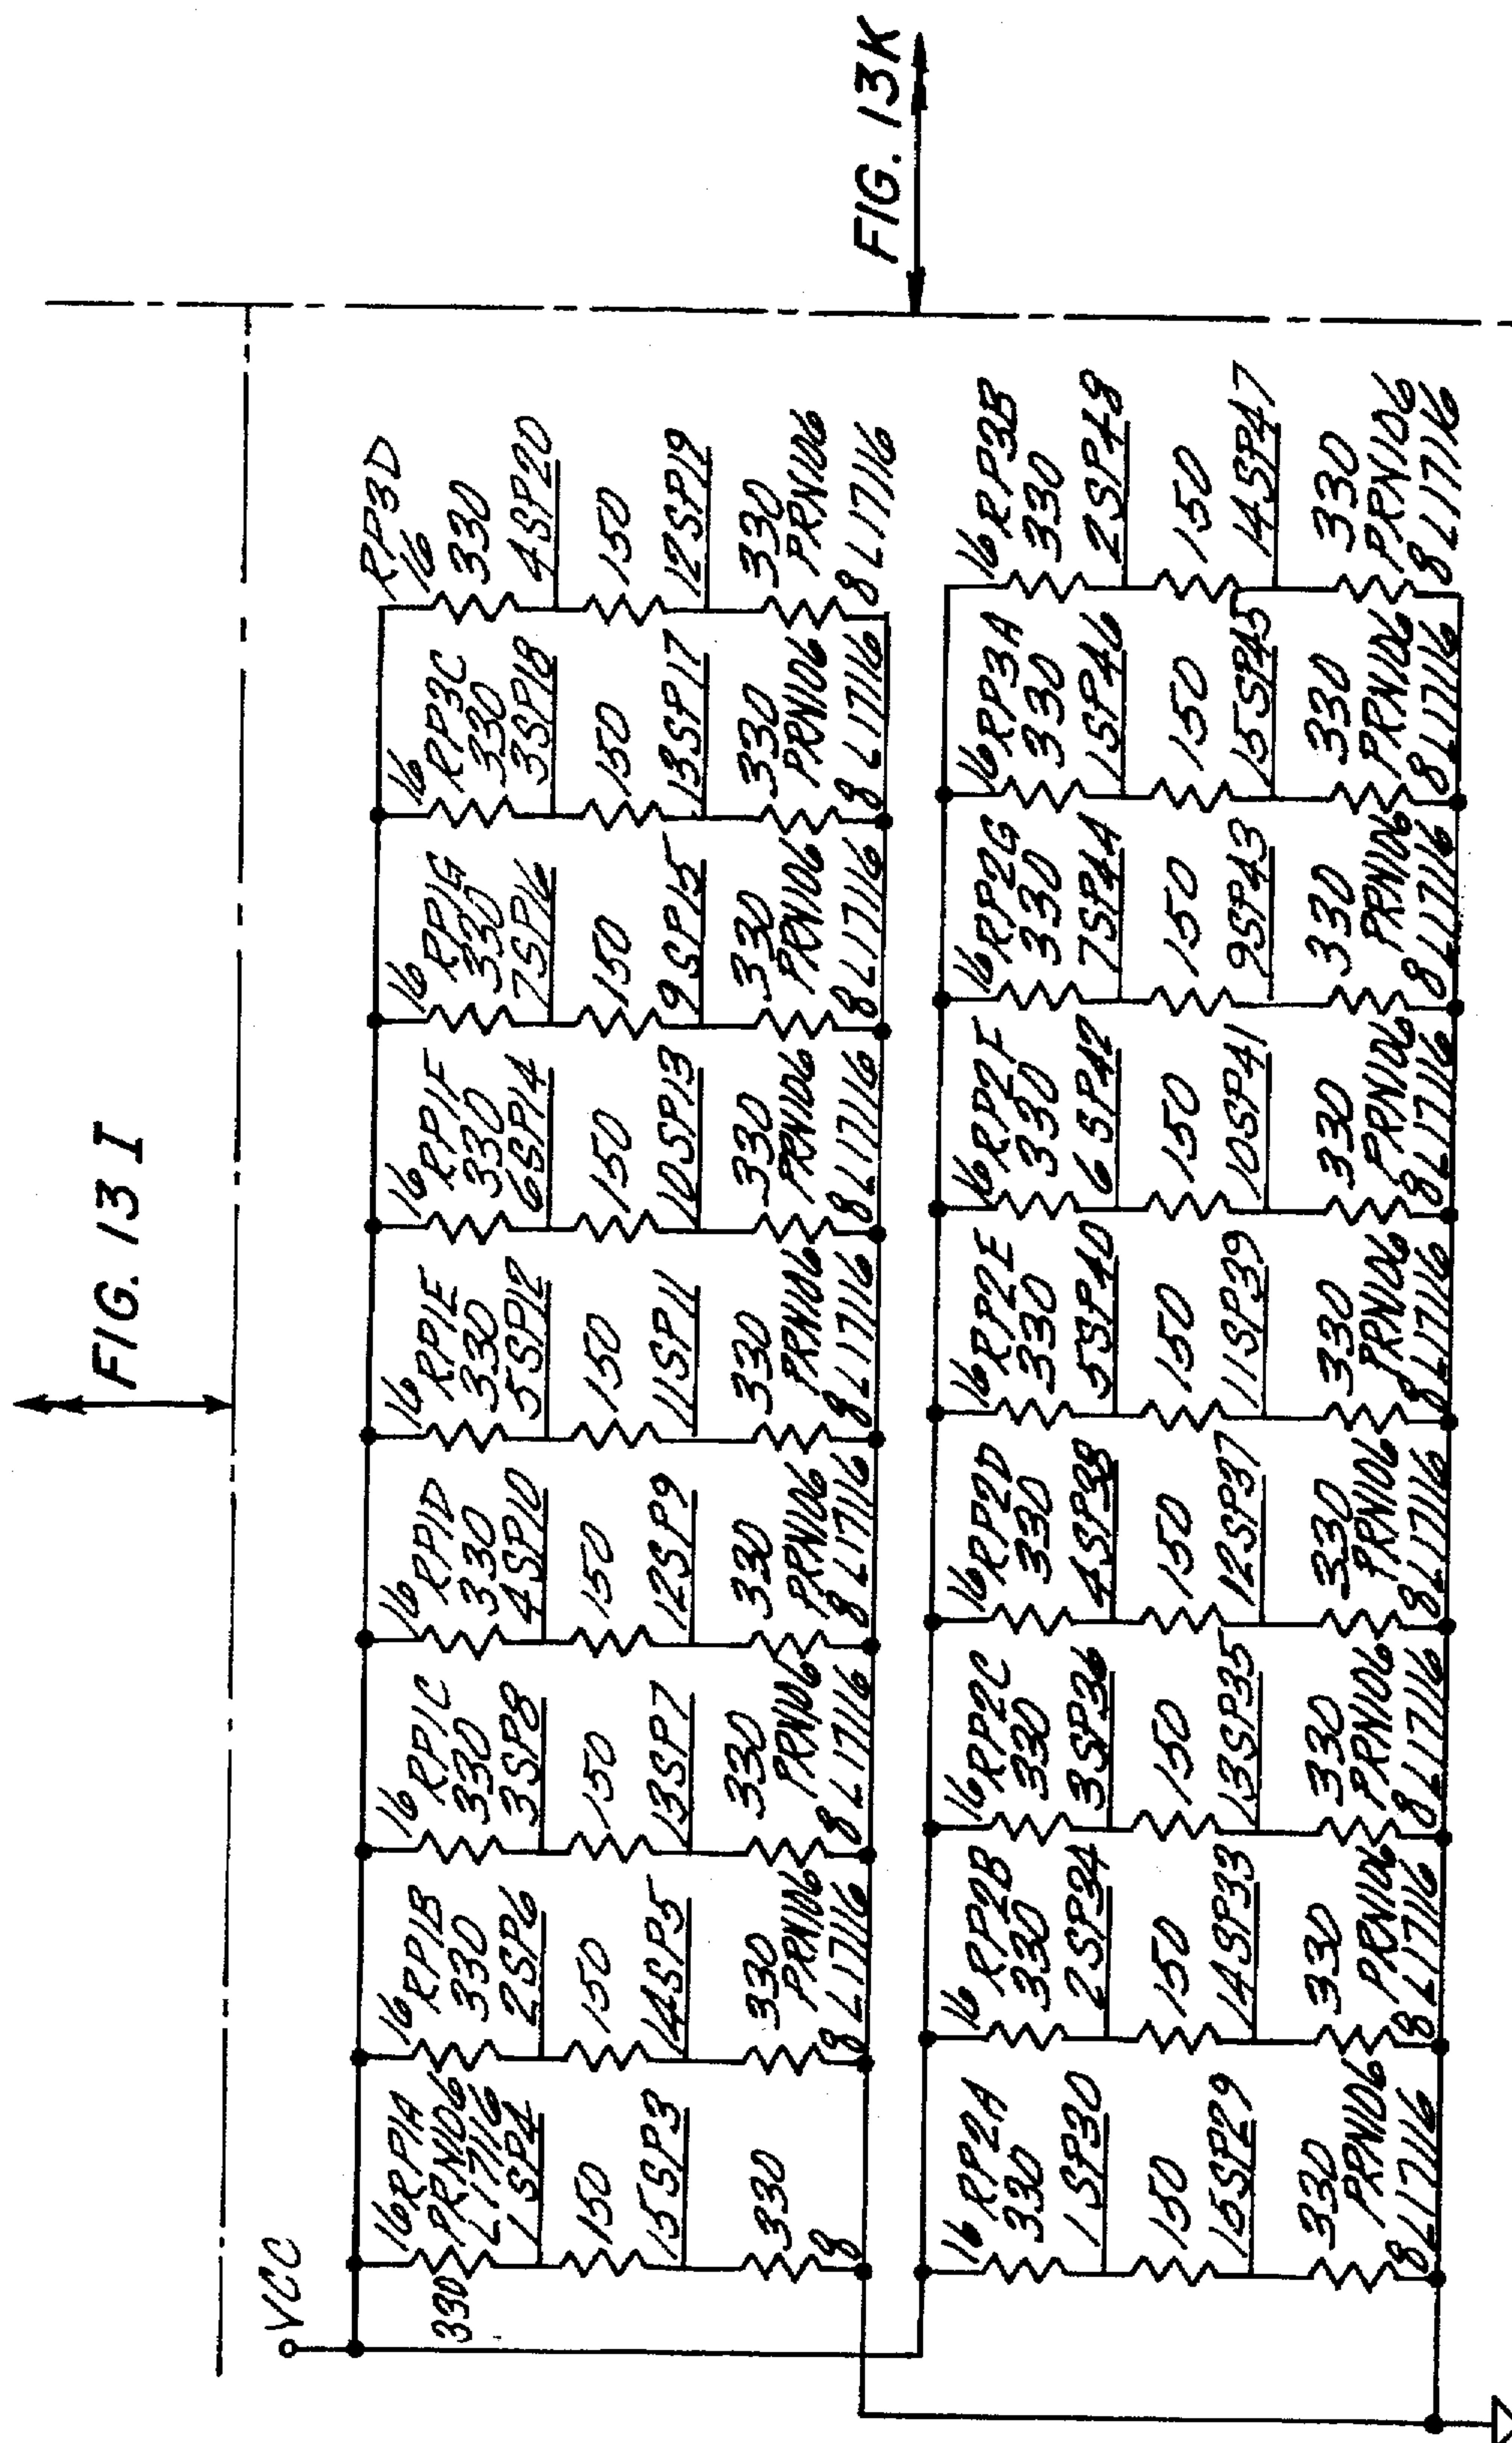 FIG. 13 I
FIG. 13K
VCC
330
16 RP1A
PRN106
L17116
1SP4
150
15SP3
330
8
16 RP1B
330
2SP6
150
14SP5
330
PRN106
8 L17116
16 RP1C
330
3SP8
150
13SP7
330
PRN106
8 L17116
16 RP1D
330
4SP10
150
12SP9
330
PRN106
8 L17116
16 RP1E
330
5SP12
150
11SP11
330
PRN106
8 L17116
16 RP1F
330
6SP14
150
10SP13
330
PRN106
8 L17116
16 RP1G
330
7SP16
150
9SP15
330
PRN106
8 L17116
16 RP3C
330
3SP18
150
13SP17
330
PRN106
8 L17116
RP3D
16
330
4SP20
150
12SP19
330
PRN106
8 L17116
16 RP2A
330
1SP30
150
15SP29
330
PRN106
8 L17116
16 RP2B
330
2SP34
150
14SP33
330
PRN106
8 L17116
16 RP2C
330
3SP36
150
13SP35
330
PRN106
8 L17116
16 RP2D
330
4SP38
150
12SP37
330
PRN106
8 L17116
16 RP2E
330
5SP40
150
11SP39
330
PRN106
8 L17116
16 RP2F
330
6SP42
150
10SP41
330
PRN106
8 L17116
16 RP2G
330
7SP44
150
9SP43
330
PRN106
8 L17116
16 RP3A
330
1SP46
150
15SP45
330
PRN106
8 L17116
16 RP3B
330
2SP48
150
14SP47
330
PRN106
8 L17116